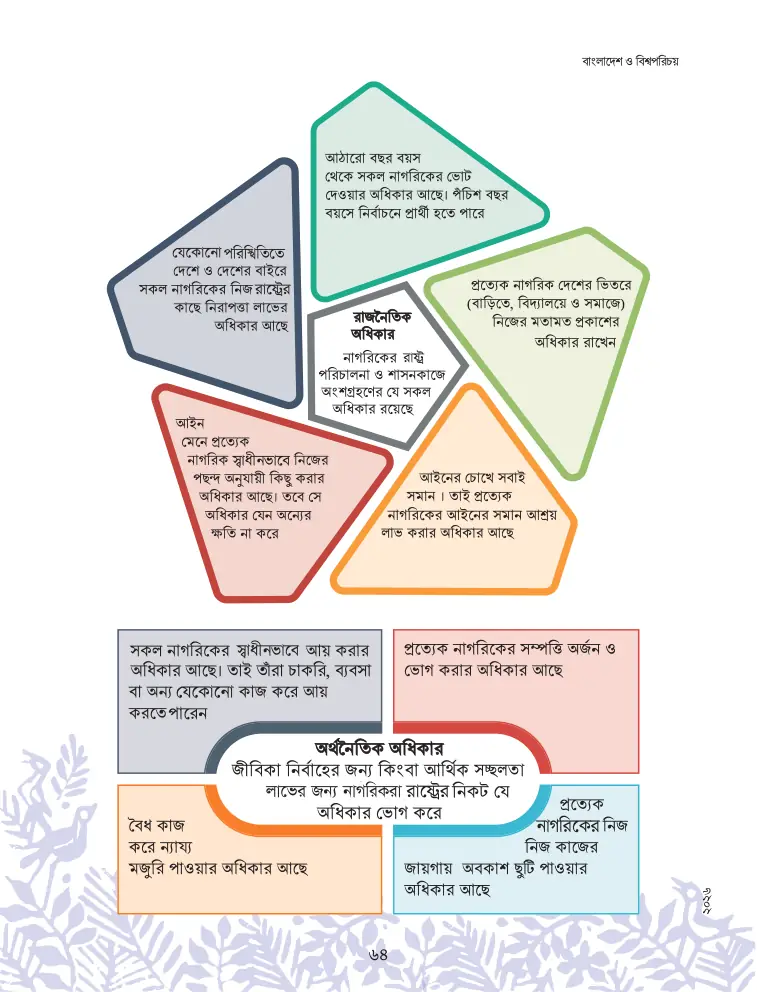 বাংলাদেশ ও বিশ্বপরিচয়
আঠারো বছর বয়স
থেকে সকল নাগরিকের ভোট
দেওয়ার অধিকার আছে। পঁচিশ বছর
বয়সে নির্বাচনে প্রার্থী হতে পারে
যেকোনো পরিস্থিতিতে
দেশে ও দেশের বাইরে
সকল নাগরিকের নিজ রাষ্ট্রের
কাছে নিরাপত্তা লাভের
অধিকার আছে
প্রত্যেক নাগরিক দেশের ভিতরে
(বাড়িতে, বিদ্যালয়ে ও সমাজে)
নিজের মতামত প্রকাশের
অধিকার রাখেন
রাজনৈতিক
অধিকার
নাগরিকের রাষ্ট্র
পরিচালনা ও শাসনকাজে
অংশগ্রহণের যে সকল
অধিকার রয়েছে
আইন
মেনে প্রত্যেক
নাগরিক স্বাধীনভাবে নিজের
পছন্দ অনুযায়ী কিছু করার
অধিকার আছে। তবে সে
অধিকার যেন অন্যের
ক্ষতি না করে
আইনের চোখে সবাই
সমান । তাই প্রত্যেক
নাগরিকের আইনের সমান আশ্রয়
লাভ করার অধিকার আছে
সকল নাগরিকের স্বাধীনভাবে আয় করার
অধিকার আছে। তাই তাঁরা চাকরি, ব্যবসা
বা অন্য যেকোনো কাজ করে আয়
করতে পারেন
প্রত্যেক নাগরিকের সম্পত্তি অর্জন ও
ভোগ করার অধিকার আছে
অর্থনৈতিক অধিকার
জীবিকা নির্বাহের জন্য কিংবা আর্থিক সচ্ছলতা
লাভের জন্য নাগরিকরা রাষ্ট্রের নিকট যে
অধিকার ভোগ করে
বৈধ কাজ
করে ন্যায্য
মজুরি পাওয়ার অধিকার আছে
প্রত্যেক
নাগরিকের নিজ
নিজ কাজের
জায়গায় অবকাশ ছুটি পাওয়ার
অধিকার আছে
২০২৬
৬৪